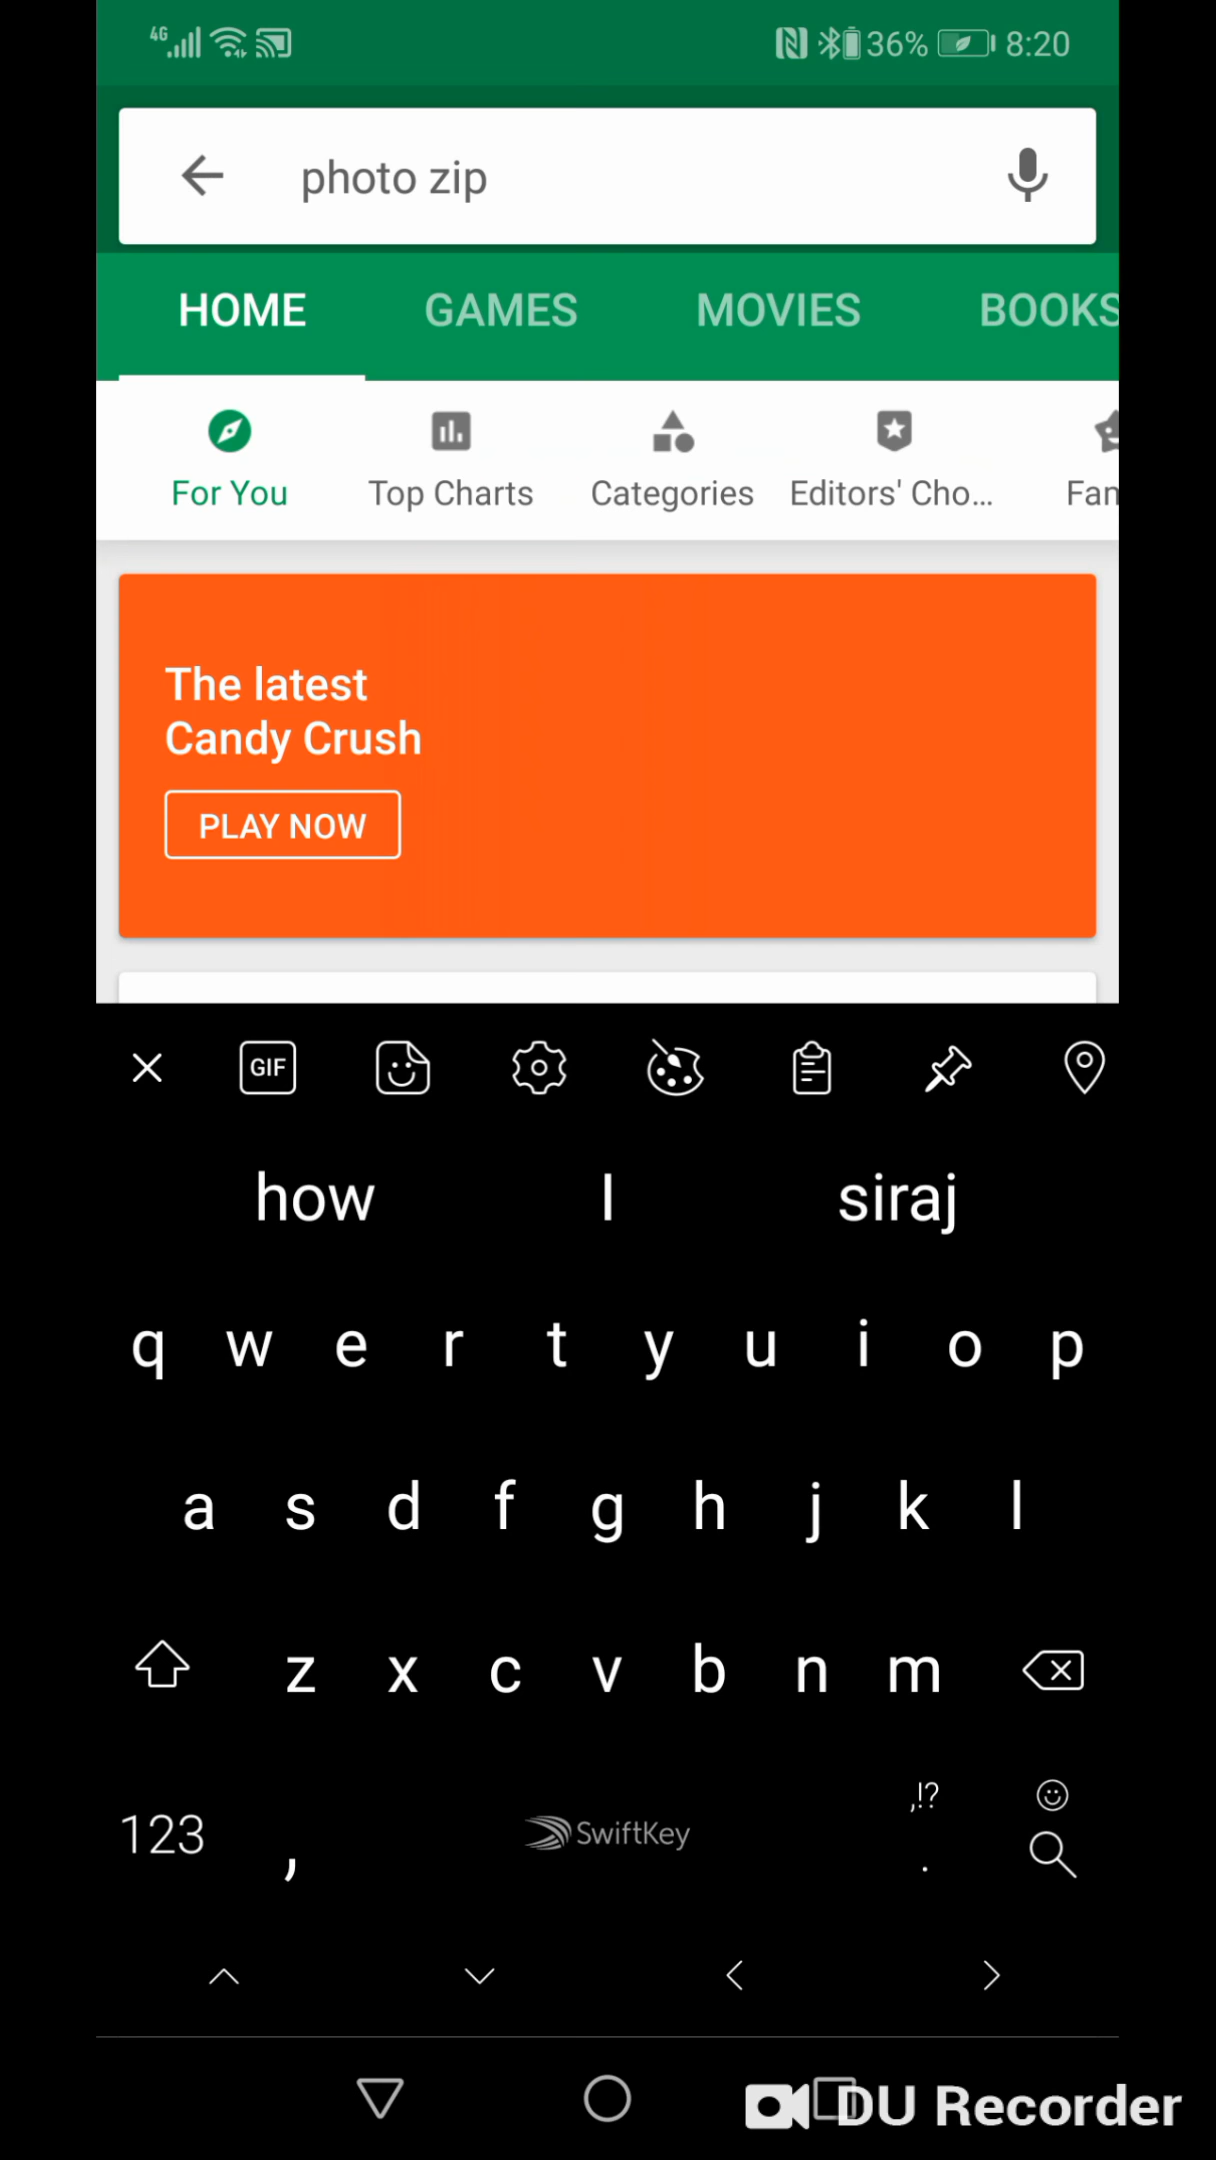 4G 36% 8:20
photo zip
HOME GAMES MOVIES BOOKS
For You Top Charts Categories Editors' Cho... Fan
The latest
Candy Crush
PLAY NOW
GIF
how I siraj
q w e r t y u i o p
a s d f g h j k l
z x c v b n m
,!?
123 , SwiftKey .
DU Recorder